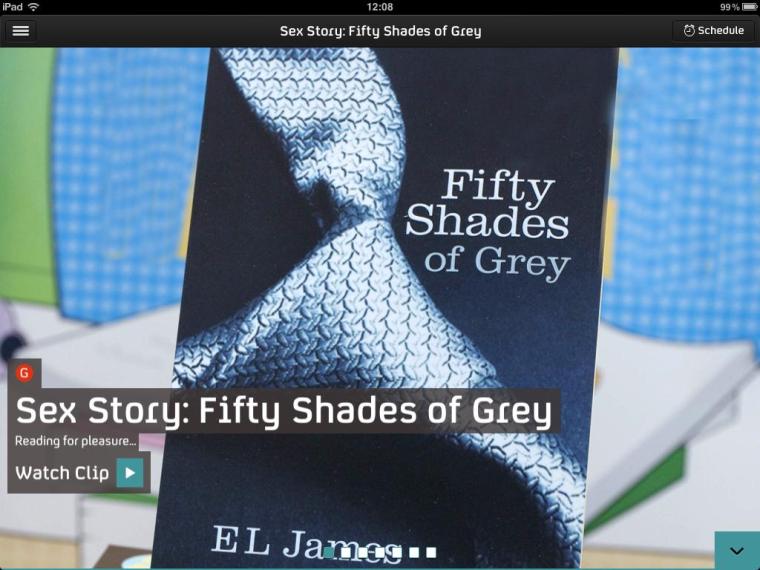 iPad 12:08 99%
Sex Story: Fifty Shades of Grey
Schedule
Fifty
Shades
of Grey
G
Sex Story: Fifty Shades of Grey
Reading for pleasure...
Watch Clip
E L James